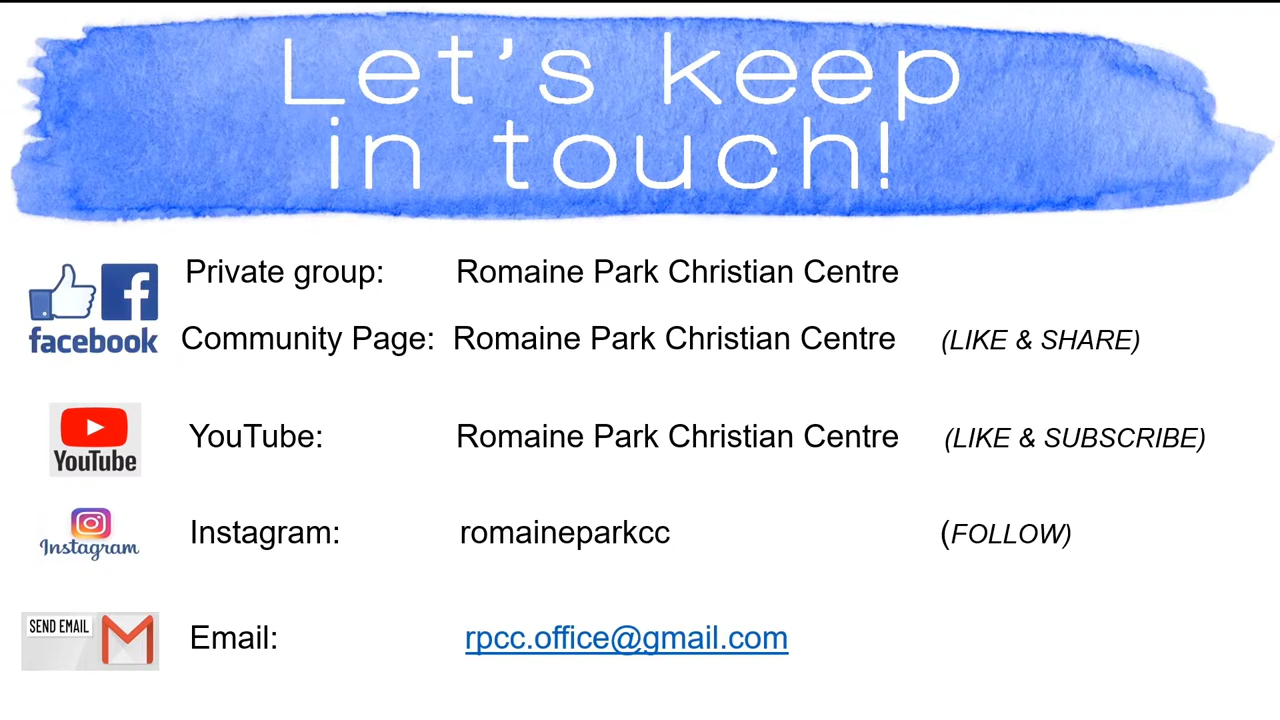 Let's keep
in touch!
facebook
Private group: Romaine Park Christian Centre
Community Page: Romaine Park Christian Centre (LIKE & SHARE)
YouTube
YouTube: Romaine Park Christian Centre (LIKE & SUBSCRIBE)
Instagram
Instagram: romaineparkcc (FOLLOW)
SEND EMAIL
Email: rpcc.office@gmail.com